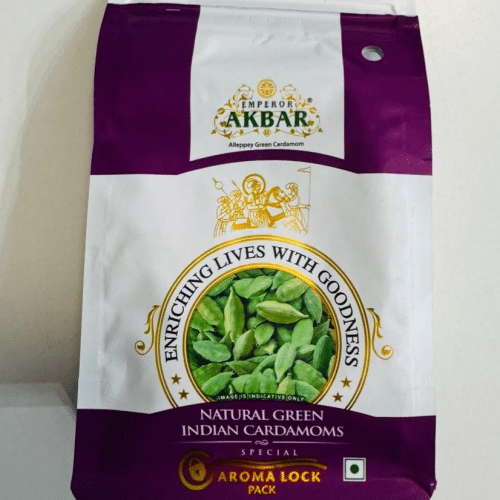 EMPEROR
AKBAR®
Alleppey Green Cardamom
ENRICHING LIVES WITH GOODNESS
IMAGE IS INDICATIVE ONLY
NATURAL GREEN
INDIAN CARDAMOMS
SPECIAL
AROMA LOCK
PACK